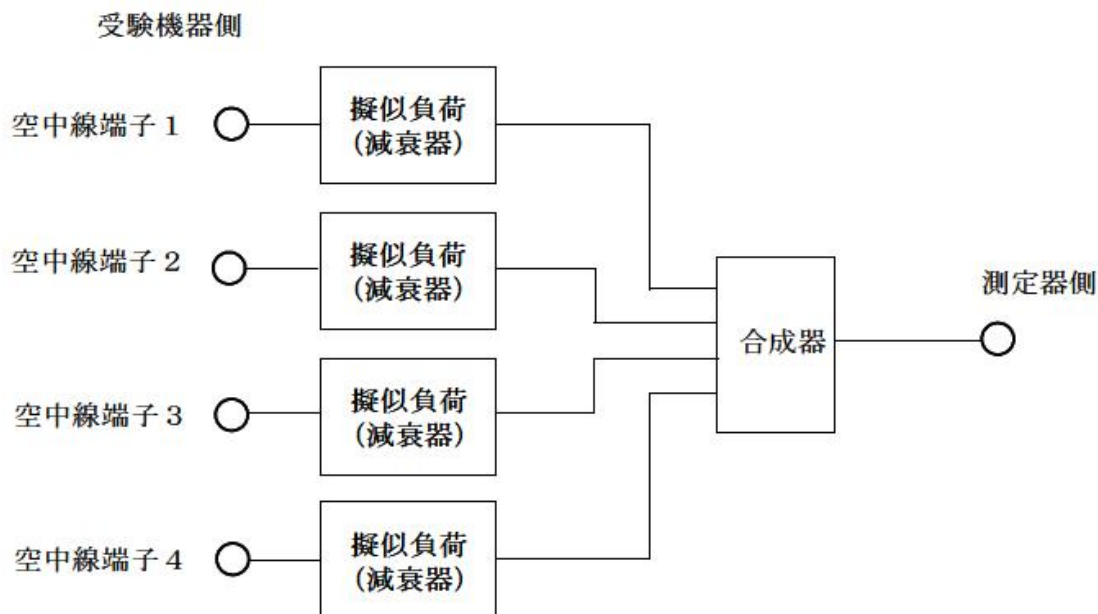 受験機器側
空中線端子１
擬似負荷
（減衰器）
空中線端子２
擬似負荷
（減衰器）
測定器側
合成器
空中線端子３
擬似負荷
（減衰器）
空中線端子４
擬似負荷
（減衰器）